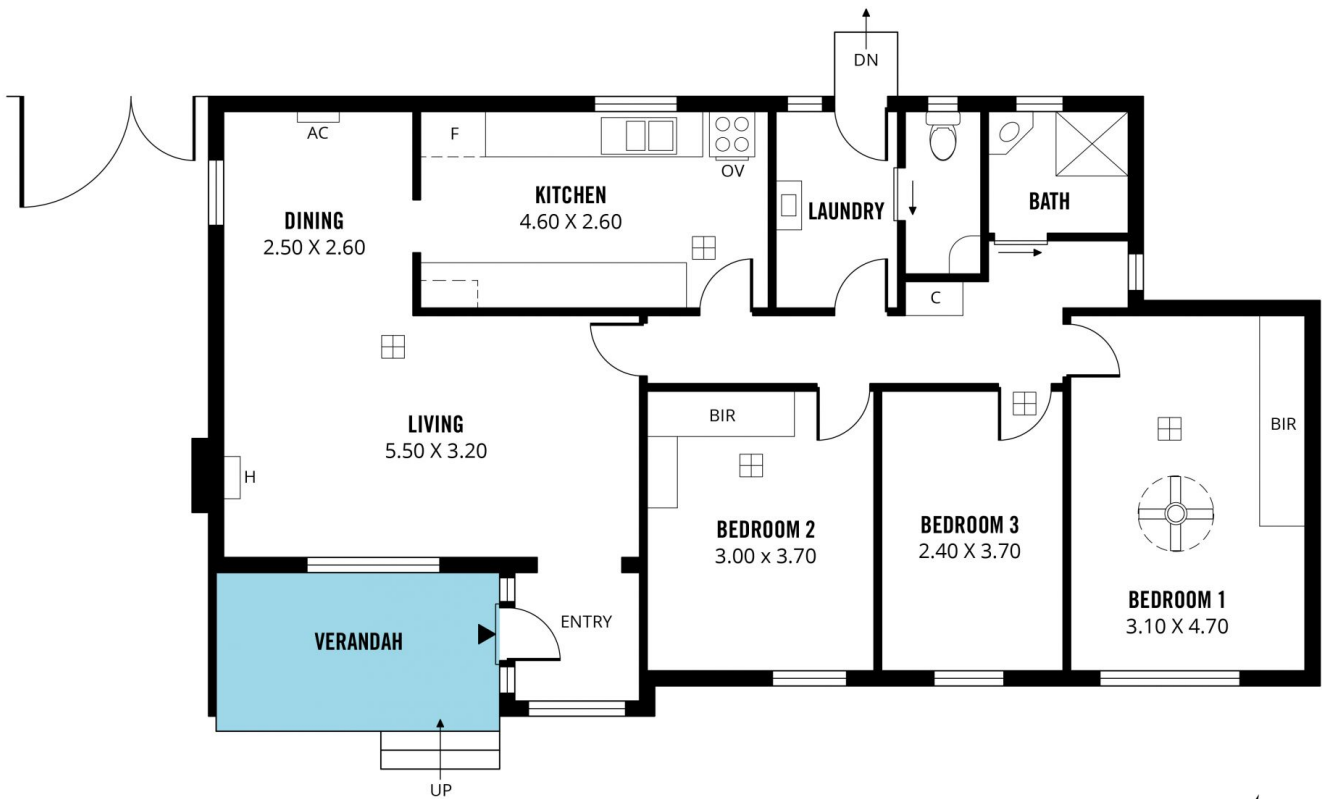 DN
AC
F
OV
KITCHEN
4.60 X 2.60
DINING
2.50 X 2.60
LAUNDRY
BATH
C
LIVING
5.50 X 3.20
H
BIR
BIR
BEDROOM 2
3.00 x 3.70
BEDROOM 3
2.40 X 3.70
BEDROOM 1
3.10 X 4.70
VERANDAH
ENTRY
UP